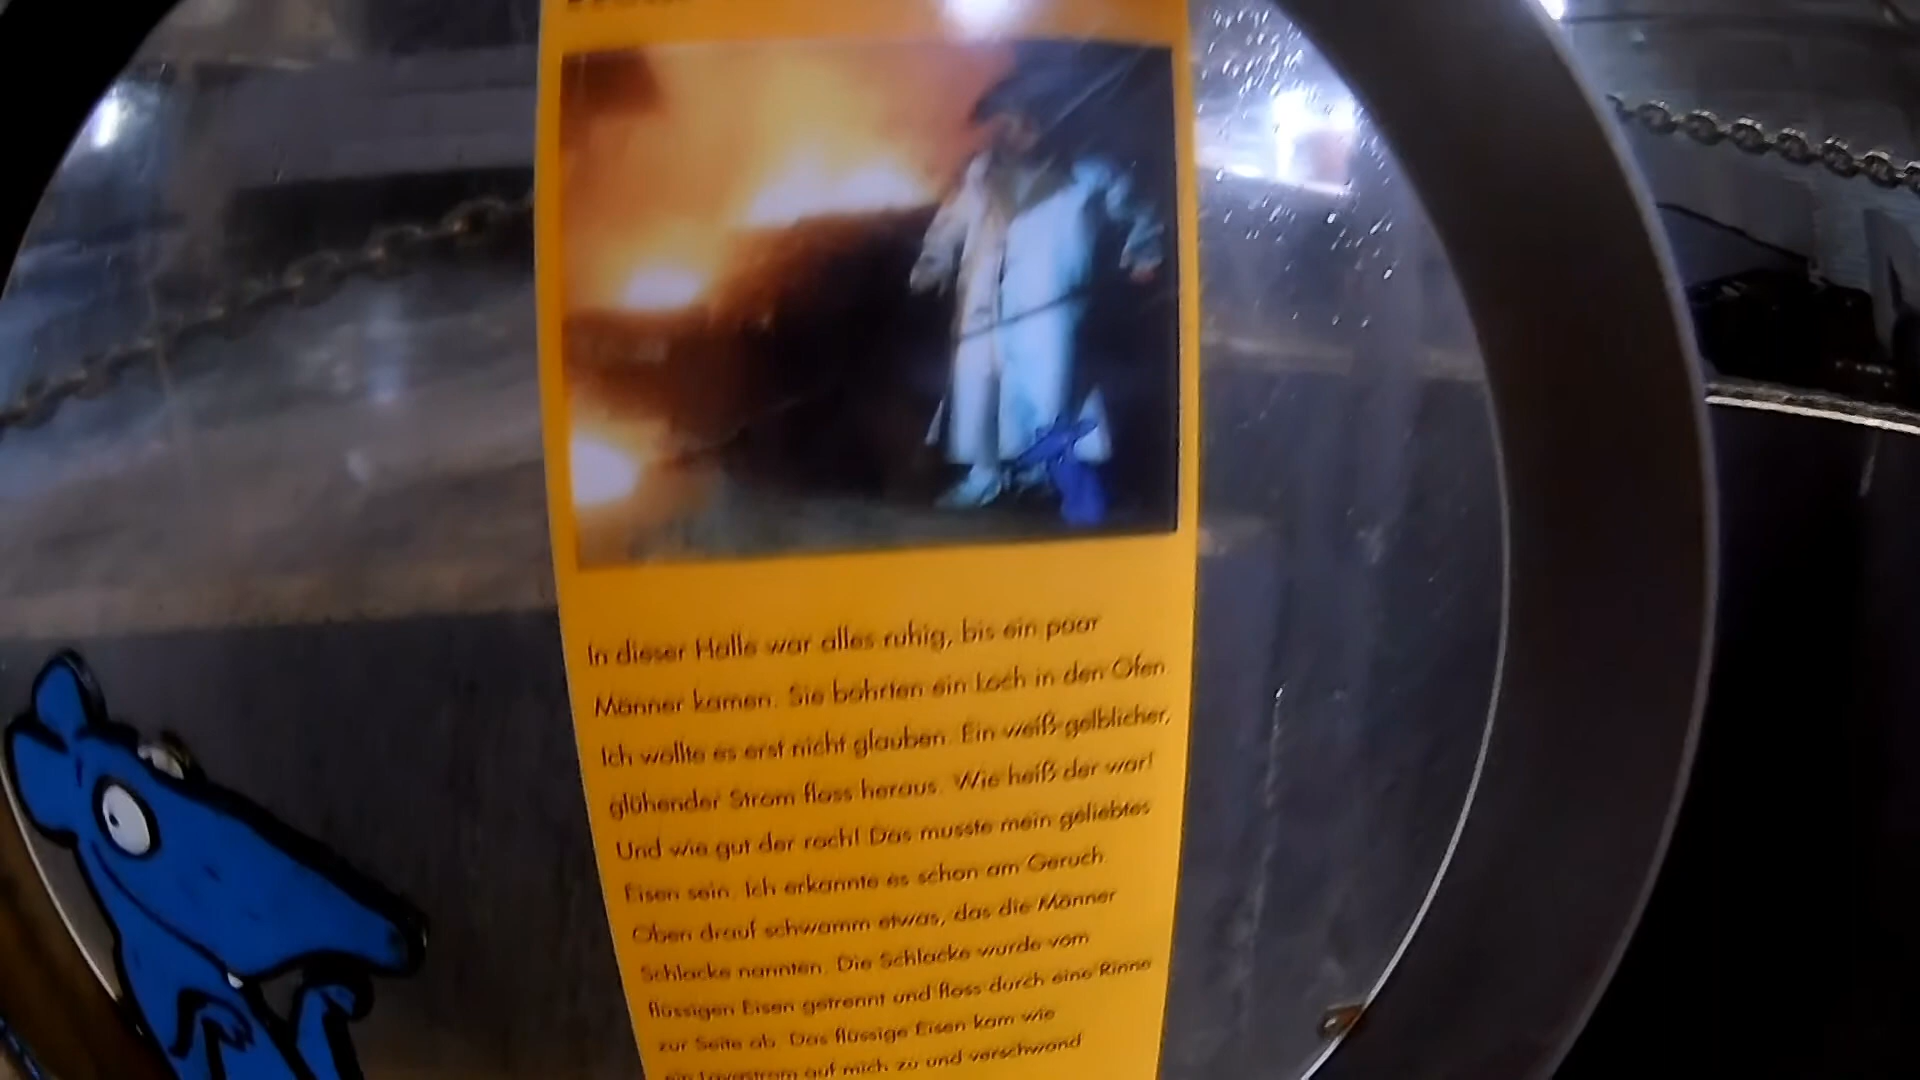 In dieser Halle war alles ruhig, bis ein paar
Männer kamen. Sie bohrten ein Loch in den Ofen.
Ich wollte es erst nicht glauben. Ein weiß-gelblicher,
glühender Strom floss heraus. Wie heiß der war!
Und wie gut der roch! Das musste mein geliebtes
Eisen sein. Ich erkannte es schon am Geruch.
Oben drauf schwamm etwas, das die Männer
Schlacke nannten. Die Schlacke wurde vom
flüssigen Eisen getrennt und floss durch eine Rinne
zur Seite ab. Das flüssige Eisen kam wie
ein Lavastrom auf mich zu und verschwand